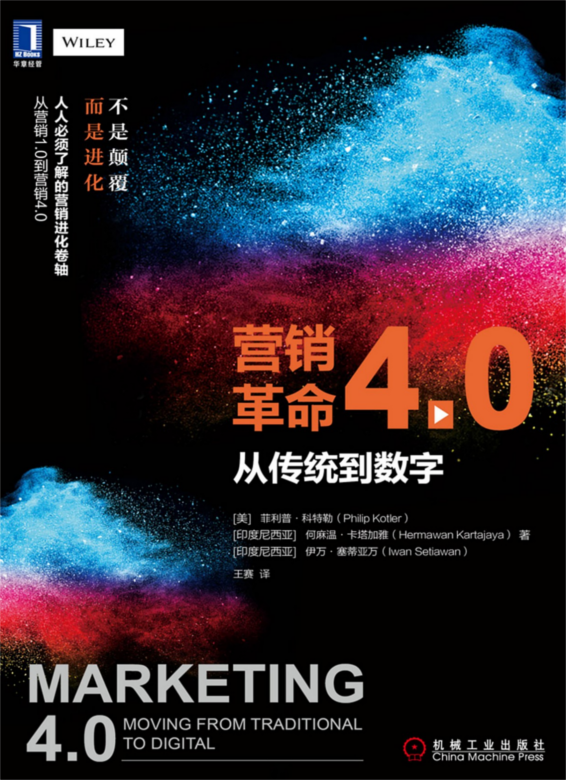 HZ Books
华章经管
WILEY
不是颠覆
而是进化
人人必须了解的营销进化卷轴
从营销1.0到营销4.0
营销
革命
4.0
从传统到数字
[美] 菲利普·科特勒（Philip Kotler）
[印度尼西亚] 何麻温·卡塔加雅（Hermawan Kartajaya）著
[印度尼西亚] 伊万·塞蒂亚万（Iwan Setiawan）
王赛 译
MARKETING
4.0
MOVING FROM TRADITIONAL
TO DIGITAL
机械工业出版社
China Machine Press